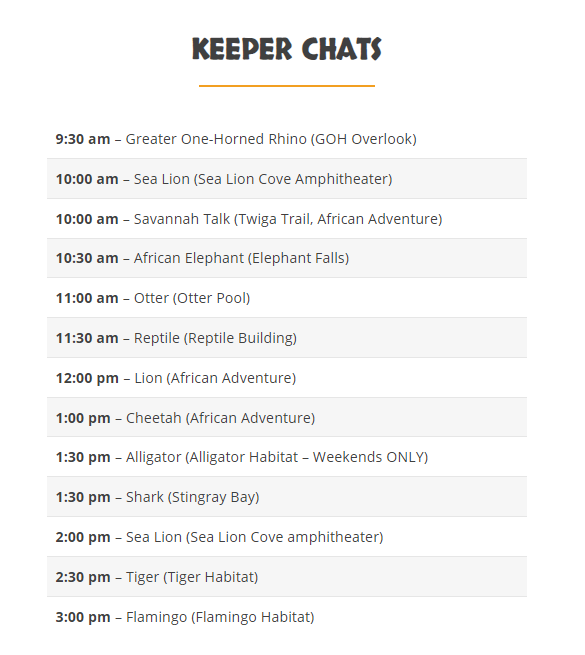 KEEPER CHATS
9:30 am – Greater One-Horned Rhino (GOH Overlook)
10:00 am – Sea Lion (Sea Lion Cove Amphitheater)
10:00 am – Savannah Talk (Twiga Trail, African Adventure)
10:30 am – African Elephant (Elephant Falls)
11:00 am – Otter (Otter Pool)
11:30 am – Reptile (Reptile Building)
12:00 pm – Lion (African Adventure)
1:00 pm – Cheetah (African Adventure)
1:30 pm – Alligator (Alligator Habitat – Weekends ONLY)
1:30 pm – Shark (Stingray Bay)
2:00 pm – Sea Lion (Sea Lion Cove amphitheater)
2:30 pm – Tiger (Tiger Habitat)
3:00 pm – Flamingo (Flamingo Habitat)